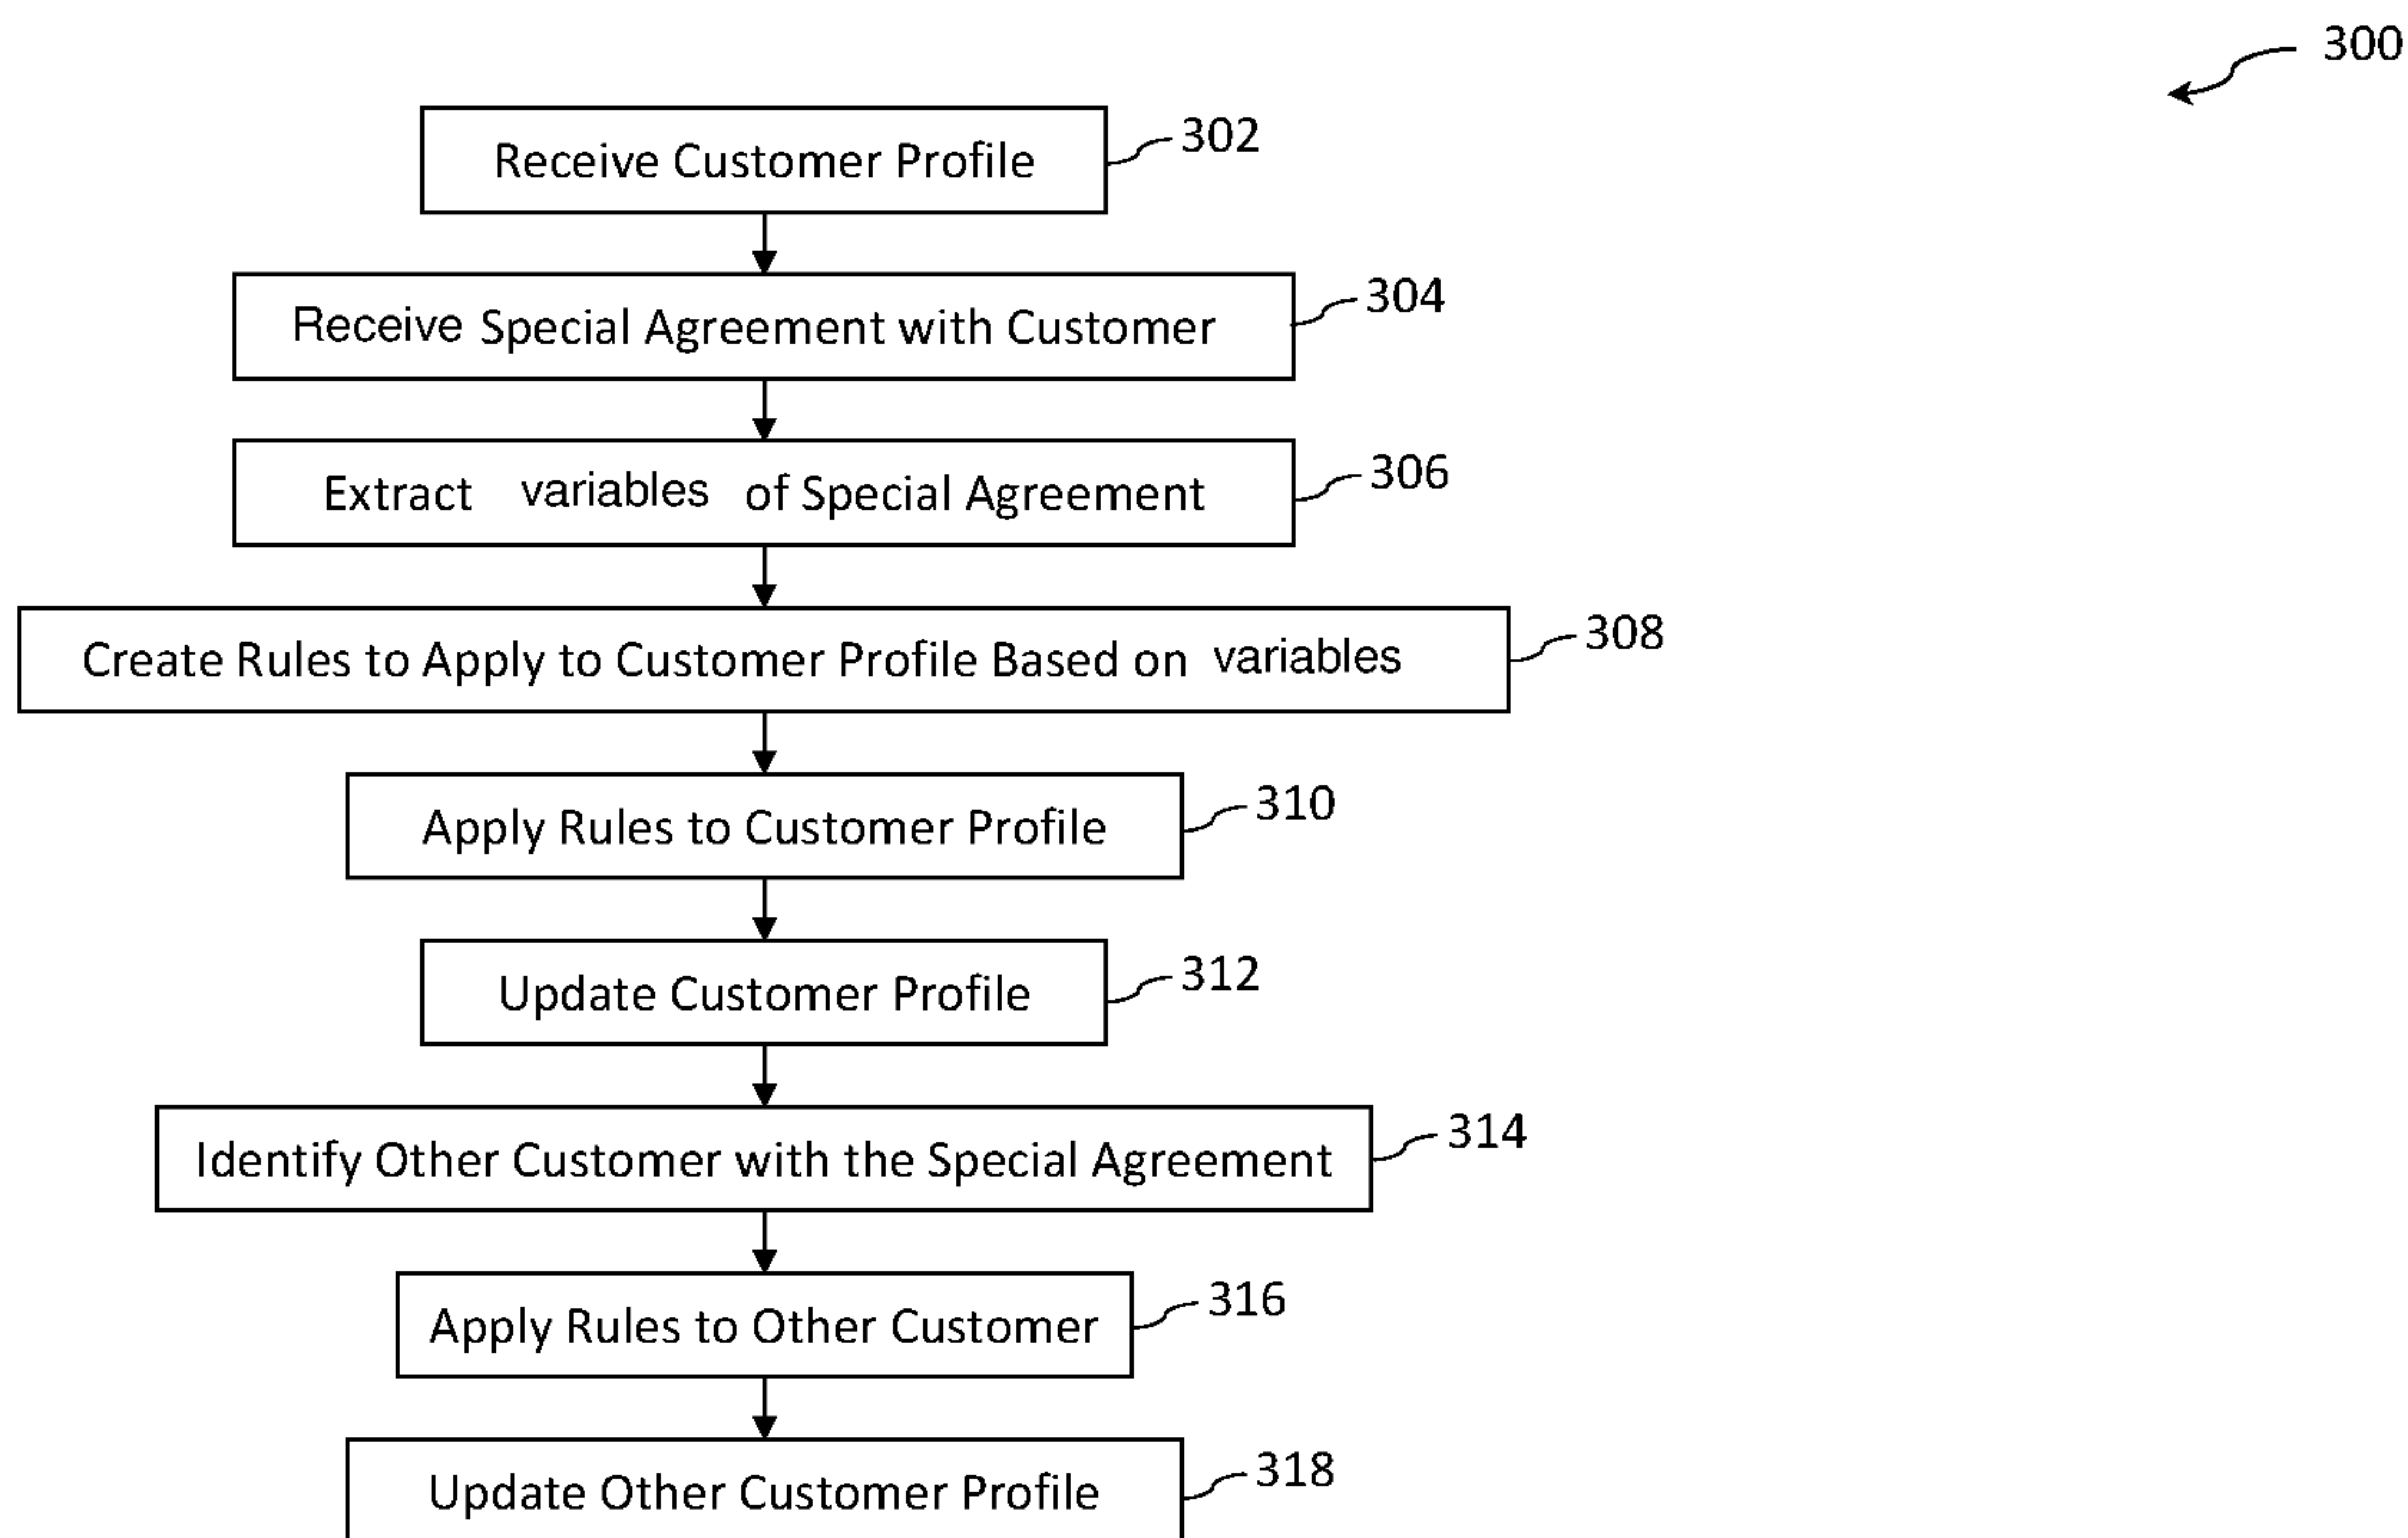 300
Receive Customer Profile
302
Receive Special Agreement with Customer
304
Extract variables of Special Agreement
306
Create Rules to Apply to Customer Profile Based on variables
308
Apply Rules to Customer Profile
310
Update Customer Profile
312
Identify Other Customer with the Special Agreement
314
Apply Rules to Other Customer
316
Update Other Customer Profile
318